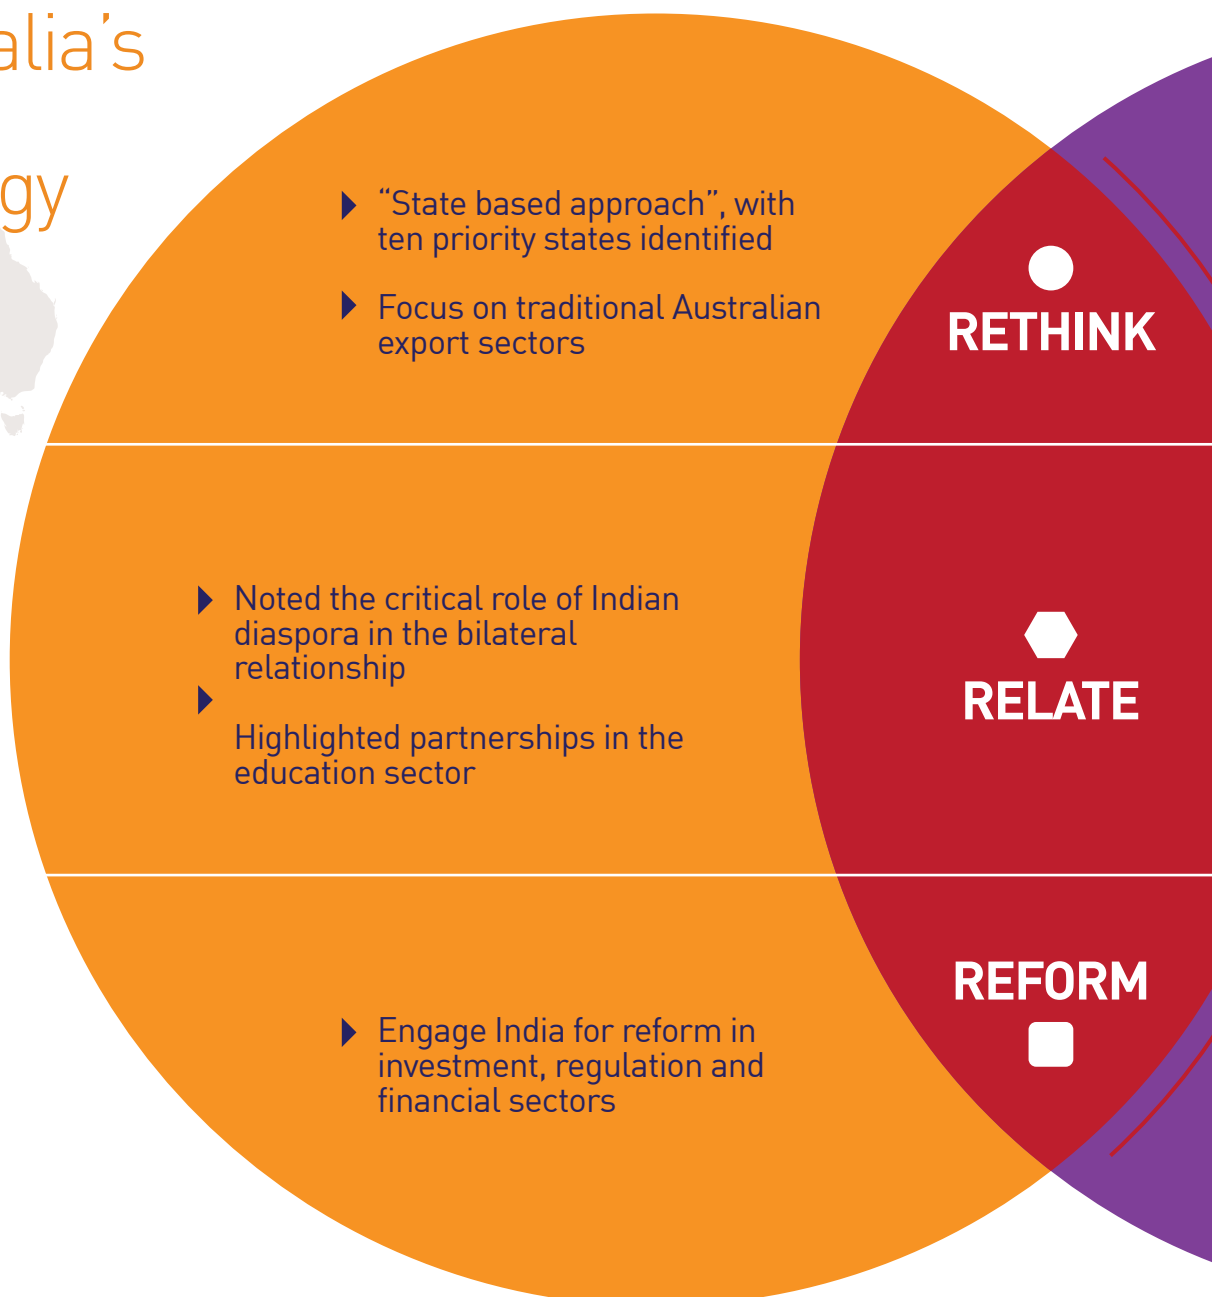 alia's
gy
“State based approach”, with
ten priority states identified
Focus on traditional Australian
export sectors
RETHINK
Noted the critical role of Indian
diaspora in the bilateral
relationship
Highlighted partnerships in the
education sector
RELATE
REFORM
Engage India for reform in
investment, regulation and
financial sectors